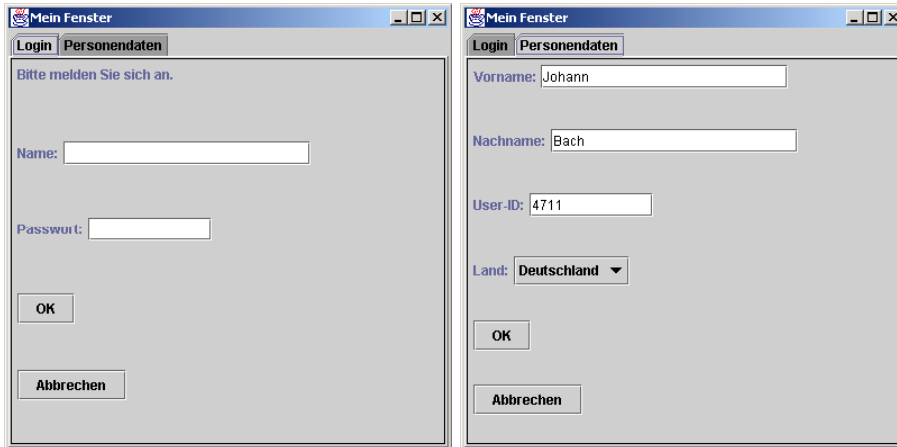 Mein Fenster
Login Personendaten
Bitte melden Sie sich an.
Name:
Passwort:
OK
Abbrechen
Mein Fenster
Login Personendaten
Vorname: Johann
Nachname: Bach
User-ID: 4711
Land: Deutschland
OK
Abbrechen